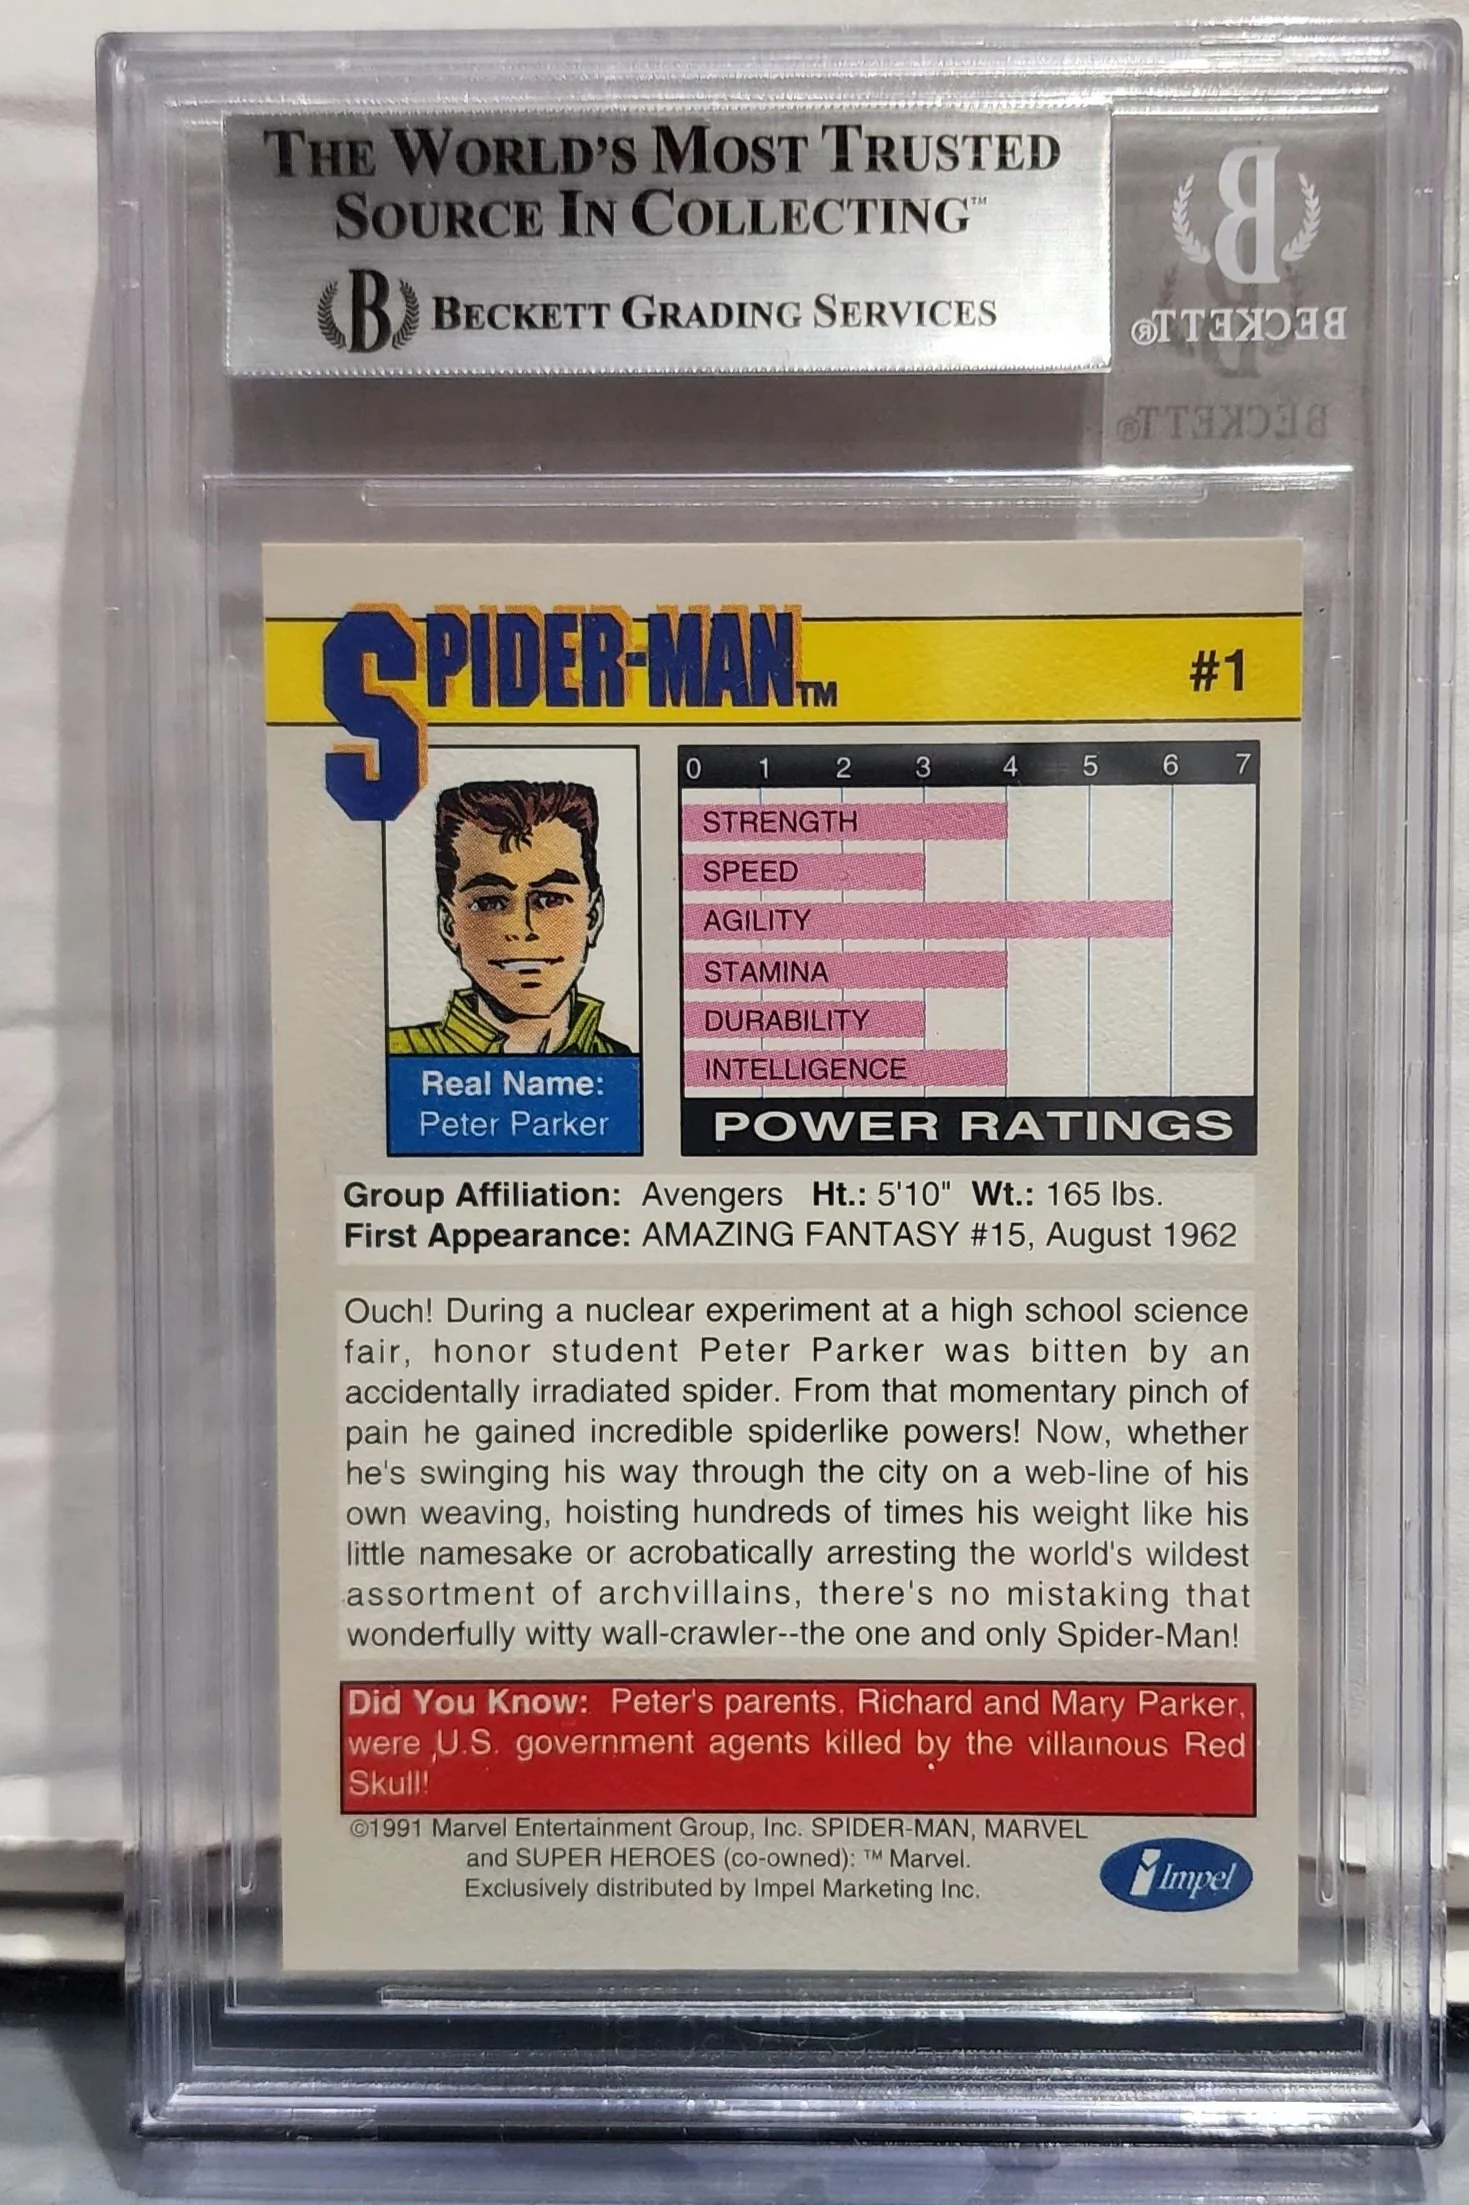 THE WORLD'S MOST TRUSTED
SOURCE IN COLLECTING™
B BECKETT GRADING SERVICES
B
BECKETT®
BECKETT®
SPIDER-MAN™ #1
0 1 2 3 4 5 6 7
STRENGTH
SPEED
AGILITY
STAMINA
DURABILITY
INTELLIGENCE
POWER RATINGS
Real Name:
Peter Parker
Group Affiliation: Avengers Ht.: 5'10" Wt.: 165 lbs.
First Appearance: AMAZING FANTASY #15, August 1962
Ouch! During a nuclear experiment at a high school science
fair, honor student Peter Parker was bitten by an
accidentally irradiated spider. From that momentary pinch of
pain he gained incredible spiderlike powers! Now, whether
he's swinging his way through the city on a web-line of his
own weaving, hoisting hundreds of times his weight like his
little namesake or acrobatically arresting the world's wildest
assortment of archvillains, there's no mistaking that
wonderfully witty wall-crawler--the one and only Spider-Man!
Did You Know: Peter's parents, Richard and Mary Parker,
were U.S. government agents killed by the villainous Red
Skull!
©1991 Marvel Entertainment Group, Inc. SPIDER-MAN, MARVEL
and SUPER HEROES (co-owned): ™ Marvel.
Exclusively distributed by Impel Marketing Inc.
Impel